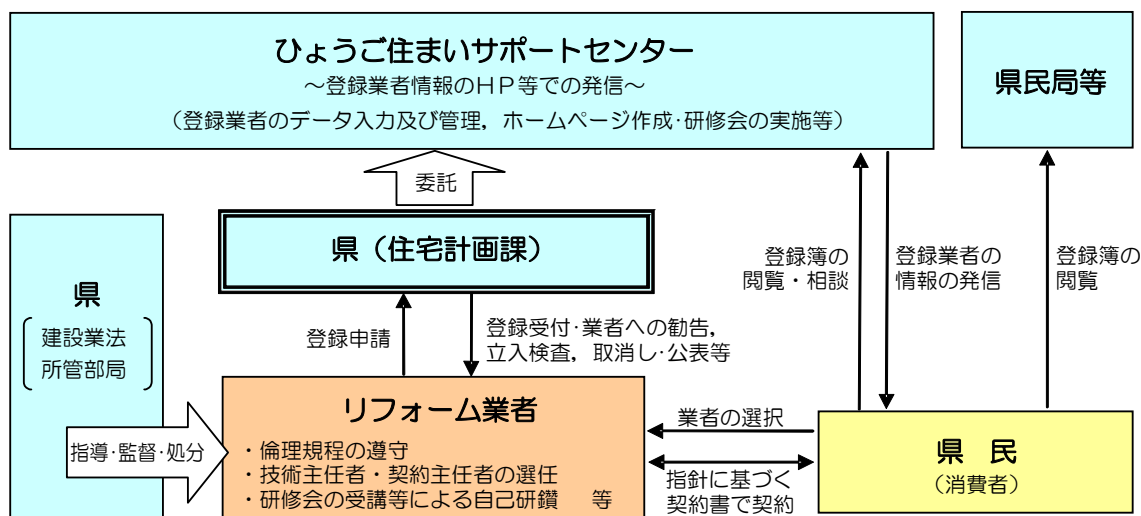 ひょうご住まいサポートセンター
～登録業者情報のＨＰ等での発信～
（登録業者のデータ入力及び管理，ホームページ作成・研修会の実施等）
県民局等
委託
県（住宅計画課）
県
建設業法
所管部局
登録申請
登録受付・業者への勧告，
立入検査，取消し・公表等
登録簿の
閲覧・相談
登録業者の
情報の発信
登録簿の
閲覧
指導・監督・処分
リフォーム業者
・倫理規程の遵守
・技術主任者・契約主任者の選任
・研修会の受講等による自己研鑽　等
業者の選択
指針に基づく
契約書で契約
県　民
（消費者）